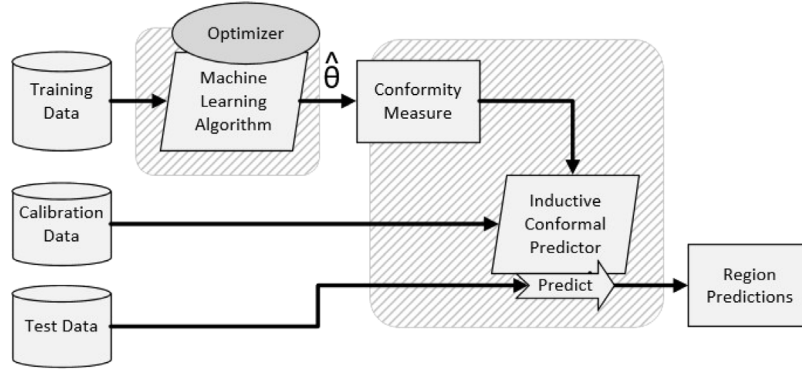 Optimizer
Training
Data
Machine
Learning
Algorithm
θ̂
Conformity
Measure
Calibration
Data
Inductive
Conformal
Predictor
Test Data
Predict
Region
Predictions